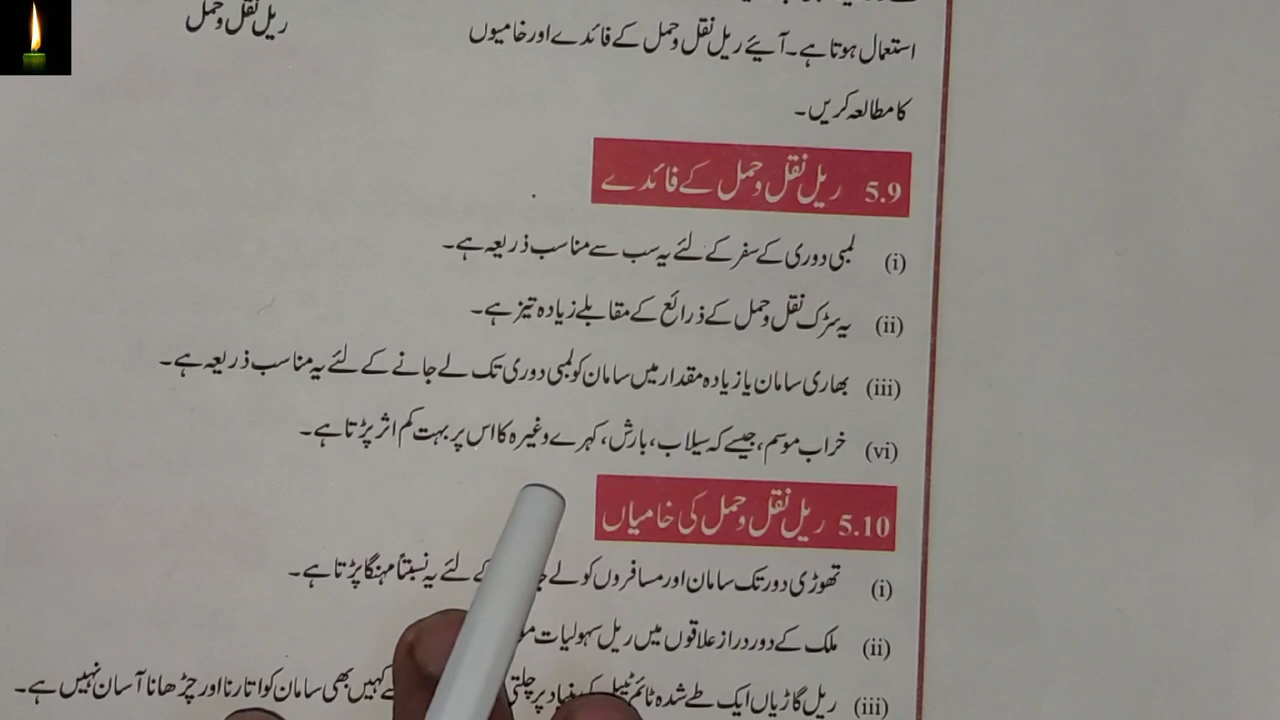 استعمال ہوتا ہے۔ آیئے ریل نقل و حمل کے فائدے اور خامیوں
ریل نقل و حمل
کا مطالعہ کریں۔
5.9 ریل نقل و حمل کے فائدے
(i) لمبی دوری کے سفر کے لئے یہ سب سے مناسب ذریعہ ہے۔
(ii) یہ سڑک نقل و حمل کے ذرائع کے مقابلے زیادہ تیز ہے۔
(iii) بھاری سامان یا زیادہ مقدار میں سامان کو لمبی دوری تک لے جانے کے لئے یہ مناسب ذریعہ ہے۔
(vi) خراب موسم، جیسے کہ سیلاب، بارش، کہرے وغیرہ کا اس پر بہت کم اثر پڑتا ہے۔
5.10 ریل نقل و حمل کی خامیاں
(i) تھوڑی دور تک سامان اور مسافروں کو لے کے لئے یہ نسبتاً مہنگا پڑتا ہے۔
(ii) ملک کے دور دراز علاقوں میں ریل سہولیات
(iii) ریل گاڑیاں ایک طے شدہ ٹائم ٹیبل کی بنیاد پر چلتی کہیں بھی سامان کو اتارنا اور چڑھانا آسان نہیں ہے۔